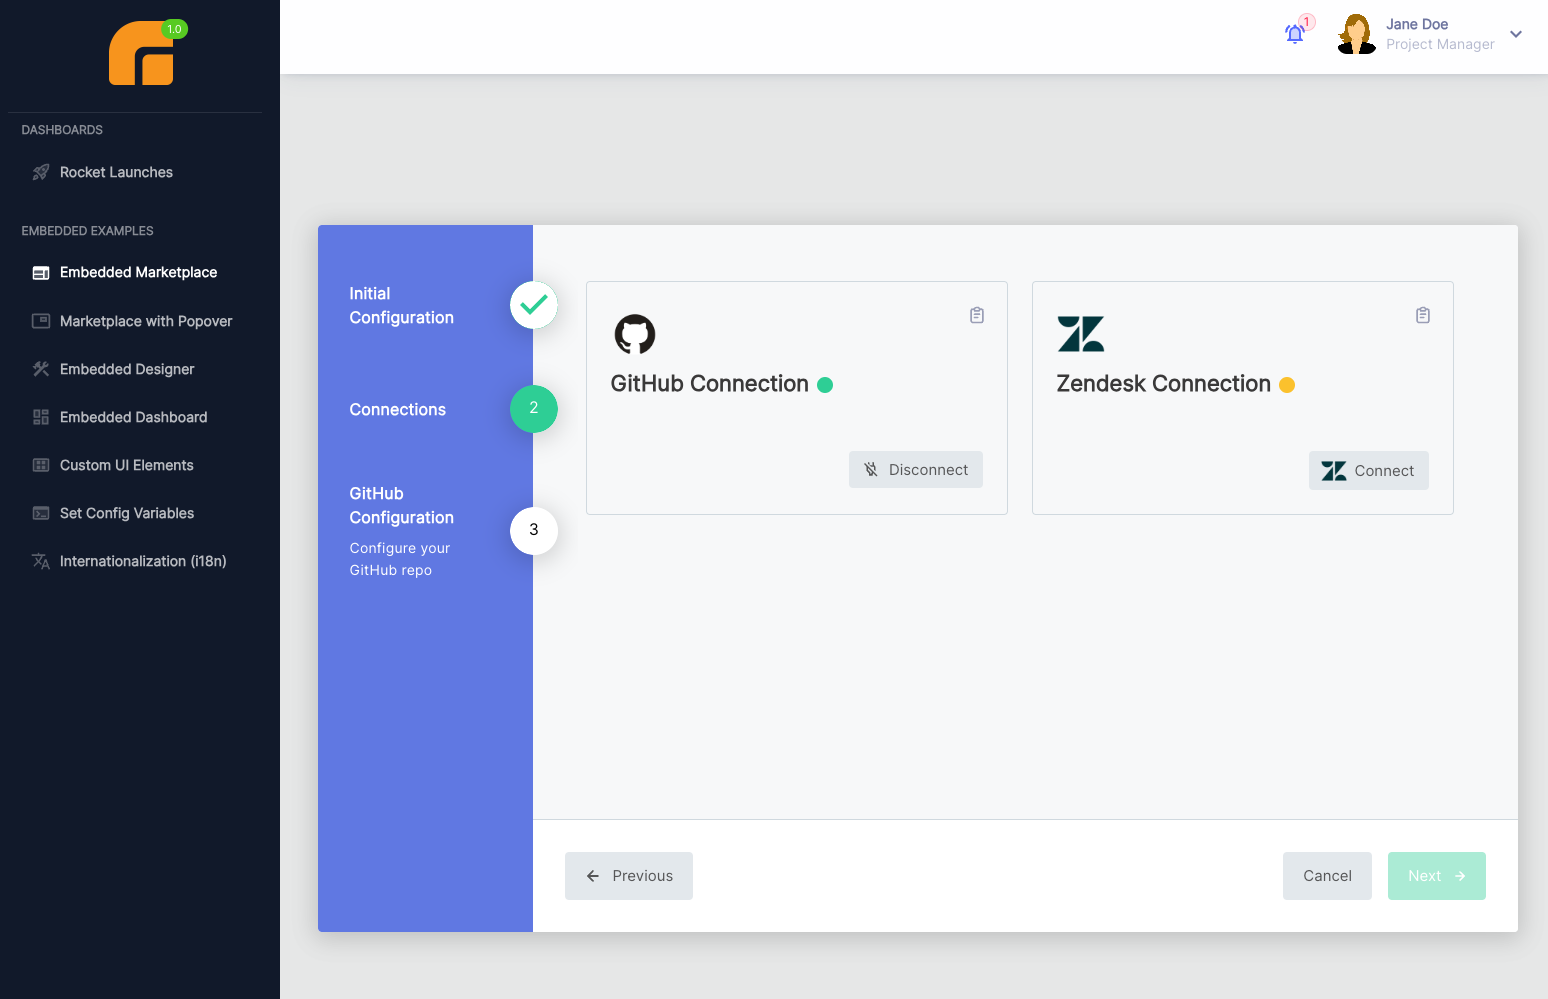 1.0
DASHBOARDS
Rocket Launches
EMBEDDED EXAMPLES
Embedded Marketplace
Marketplace with Popover
Embedded Designer
Embedded Dashboard
Custom UI Elements
Set Config Variables
Internationalization (i18n)
1
Jane Doe
Project Manager
Initial
Configuration
Connections
2
GitHub
Configuration
3
Configure your
GitHub repo
GitHub Connection
Disconnect
Zendesk Connection
Connect
Previous
Cancel
Next